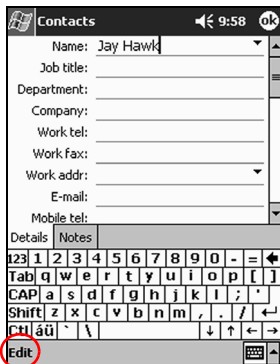 Contacts 9:58 ok
Name: Jay Hawk
Job title:
Department:
Company:
Work tel:
Work fax:
Work addr:
E-mail:
Mobile tel:
Details Notes
123 1 2 3 4 5 6 7 8 9 0 - =
Tab q w e r t y u i o p [ ]
CAP a s d f g h j k l ; '
Shift z x c v b n m , . /
Ctl áü ` \
Edit